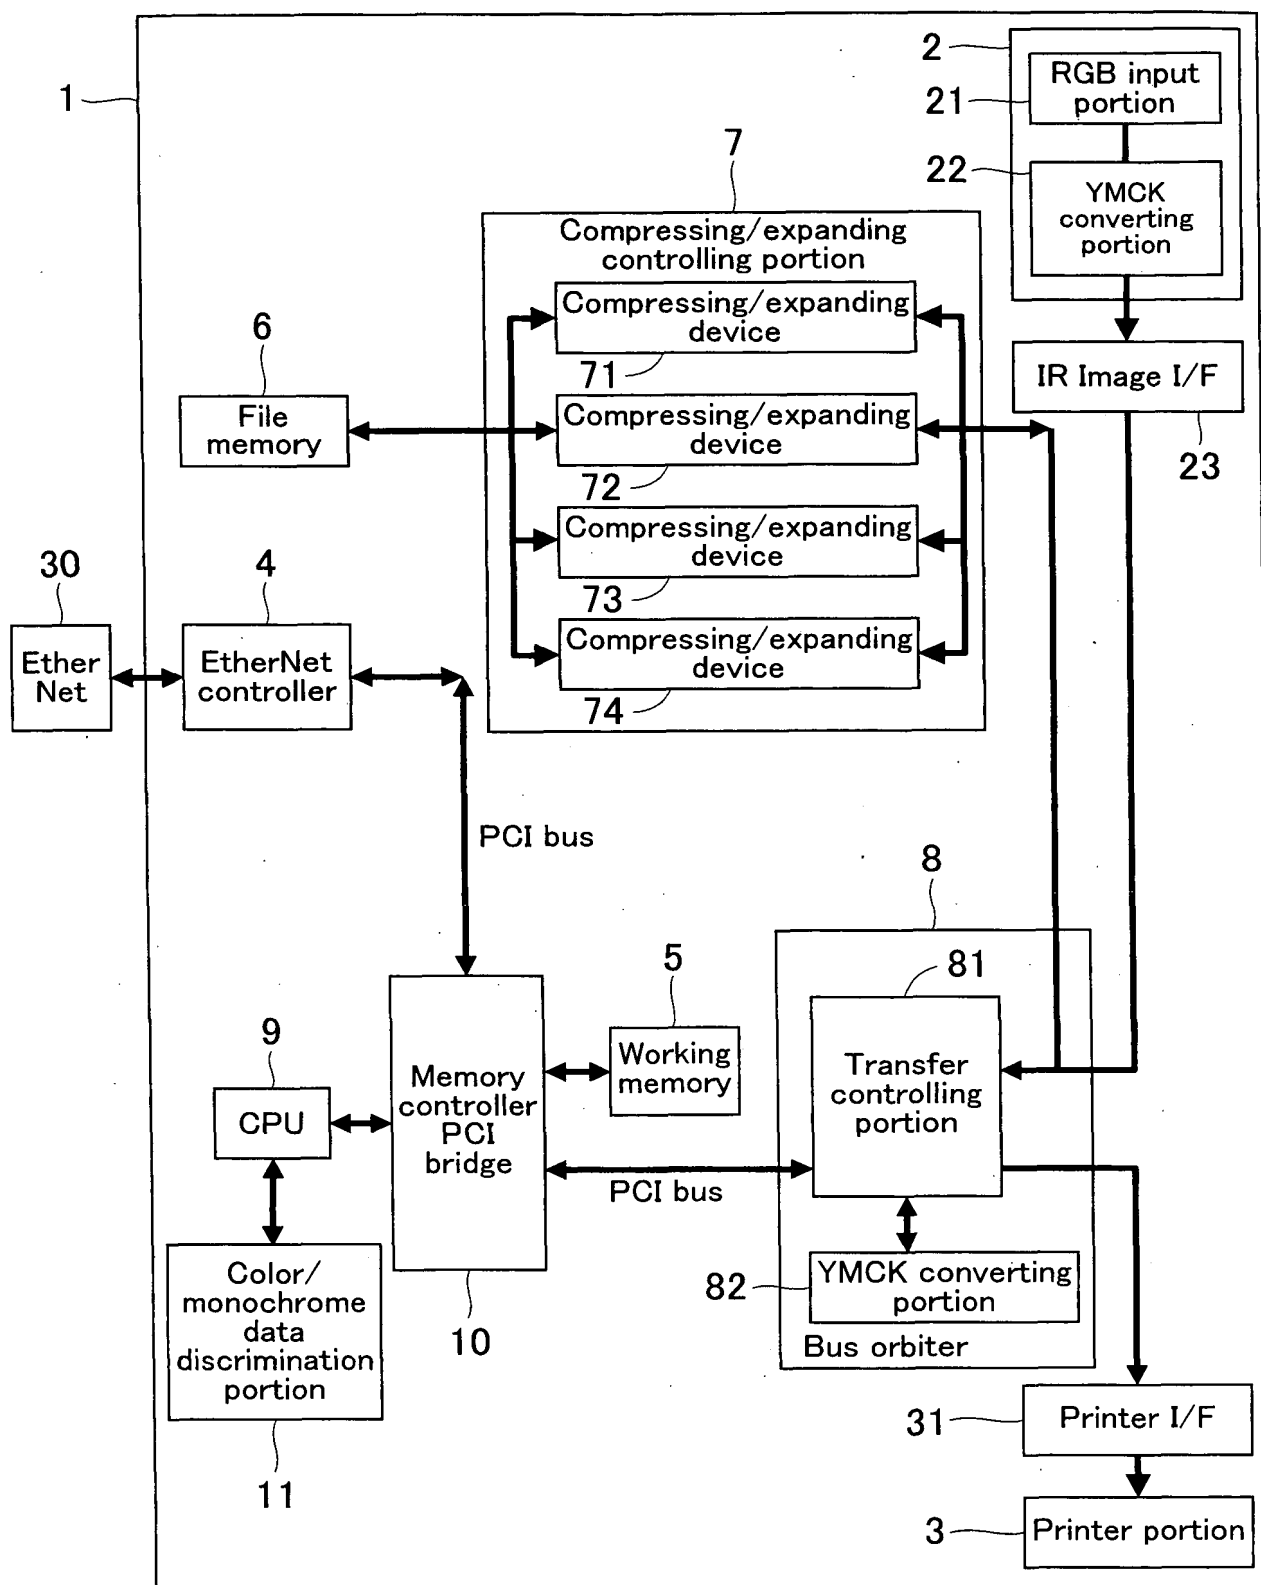 1
2
RGB input
portion
21
22
YMCK
converting
portion
7
Compressing/expanding
controlling portion
Compressing/expanding
device
71
Compressing/expanding
device
72
Compressing/expanding
device
73
Compressing/expanding
device
74
IR Image I/F
23
6
File
memory
30
Ether
Net
4
EtherNet
controller
PCI bus
8
5
Working
memory
81
Transfer
controlling
portion
9
CPU
Memory
controller
PCI
bridge
PCI bus
10
82
YMCK converting
portion
Bus orbiter
Color/
monochrome
data
discrimination
portion
11
31
Printer I/F
3
Printer portion